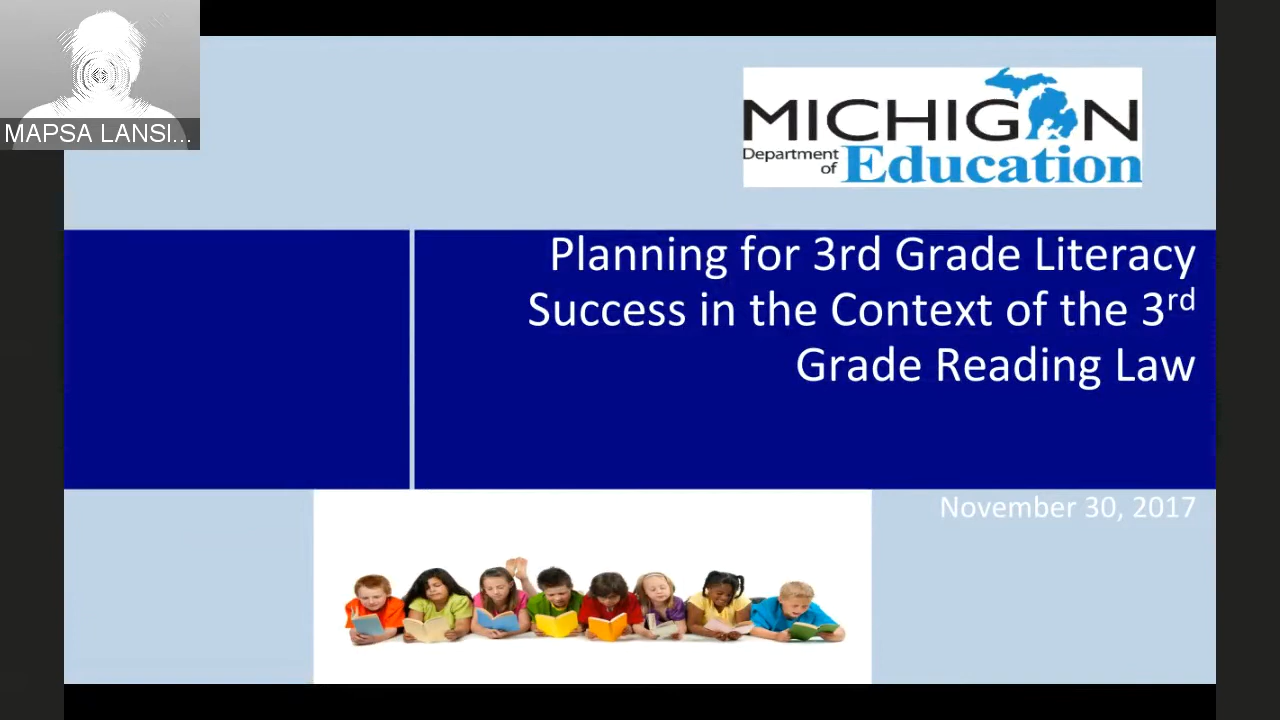 MAPSA LANSI...
MICHIGAN
Department
of Education
Planning for 3rd Grade Literacy
Success in the Context of the 3rd
Grade Reading Law
November 30, 2017